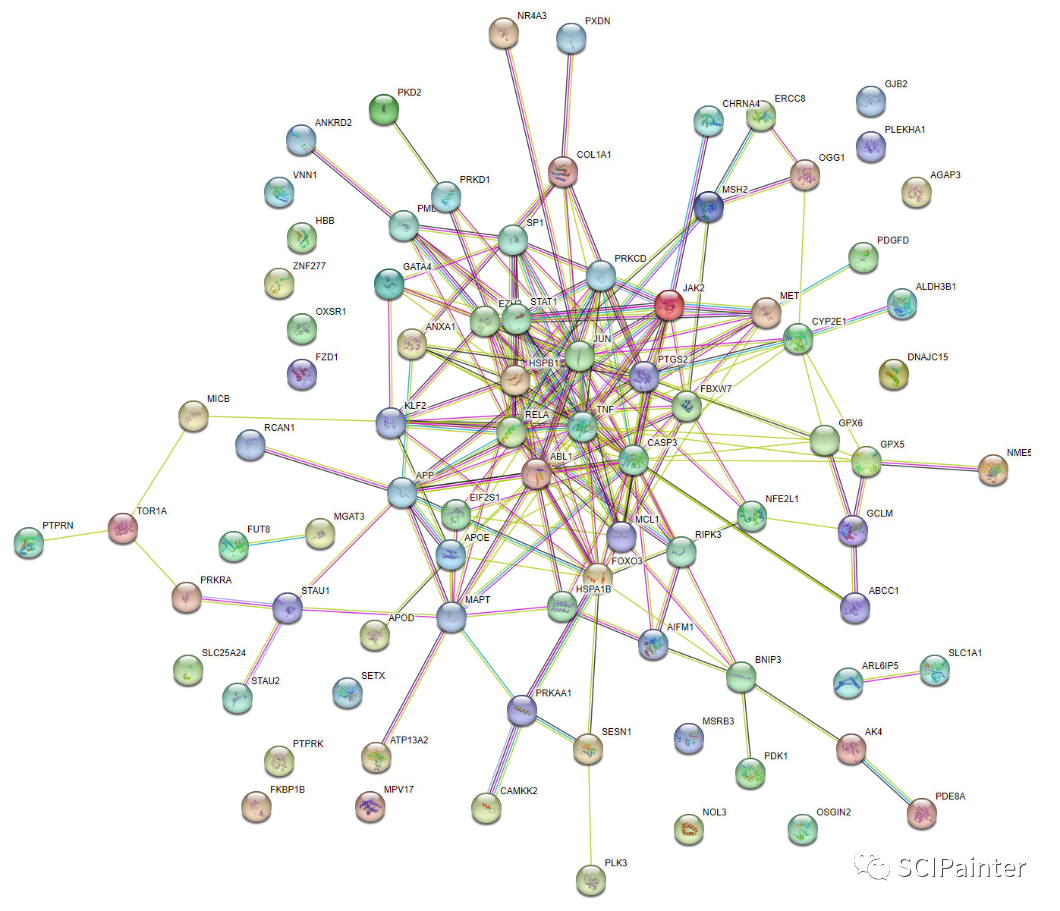 NR4A3
PXDN
GJB2
PKD2
ERCC8
CHRNA4
ANKRD2
PLEKHA1
COL1A1
OGG1
VNN1
PRKD1
AGAP3
MSH2
PML
HBB
SP1
PDGFD
PRKCD
ZNF277
GATA4
JAK2
ALDH3B1
MET
STAT1
OXSR1
ANXA1
CYP2E1
JUN
FZD1
HSPB1
PTGS2
DNAJC15
FBXW7
MICB
KLF2
RELA
TNF
GPX6
RCAN1
CASP3
GPX5
NME5
ABL1
APP
EIF2S1
NFE2L1
TOR1A
MGAT3
MCL1
GCLM
PTPRN
FUT8
APOE
RIPK3
FOXO3
PRKRA
STAU1
HSPA1B
ABCC1
MAPT
APOD
AIFM1
SLC25A24
BNIP3
ARL6IP5
SLC1A1
STAU2
SETX
PRKAA1
MSRB3
SESN1
AK4
PTPRK
ATP13A2
PDK1
FKBP1B
MPV17
CAMKK2
PDE8A
NOL3
OSGIN2
PLK3
SCIPainter